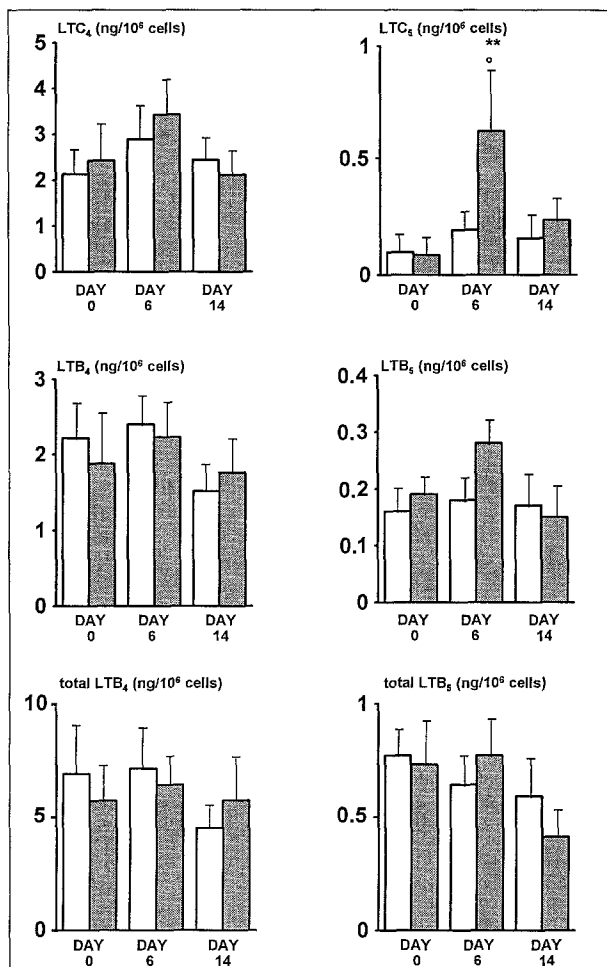 LTC₄ (ng/10⁶ cells)
5
4
3
2
1
0
DAY 0
DAY 6
DAY 14
LTC₅ (ng/10⁶ cells)
1
0.5
0
**
°
DAY 0
DAY 6
DAY 14
LTB₄ (ng/10⁶ cells)
3
2
1
0
DAY 0
DAY 6
DAY 14
LTB₅ (ng/10⁶ cells)
0.4
0.3
0.2
0.1
0
DAY 0
DAY 6
DAY 14
total LTB₄ (ng/10⁶ cells)
10
5
0
DAY 0
DAY 6
DAY 14
total LTB₅ (ng/10⁶ cells)
1
0.5
0
DAY 0
DAY 6
DAY 14